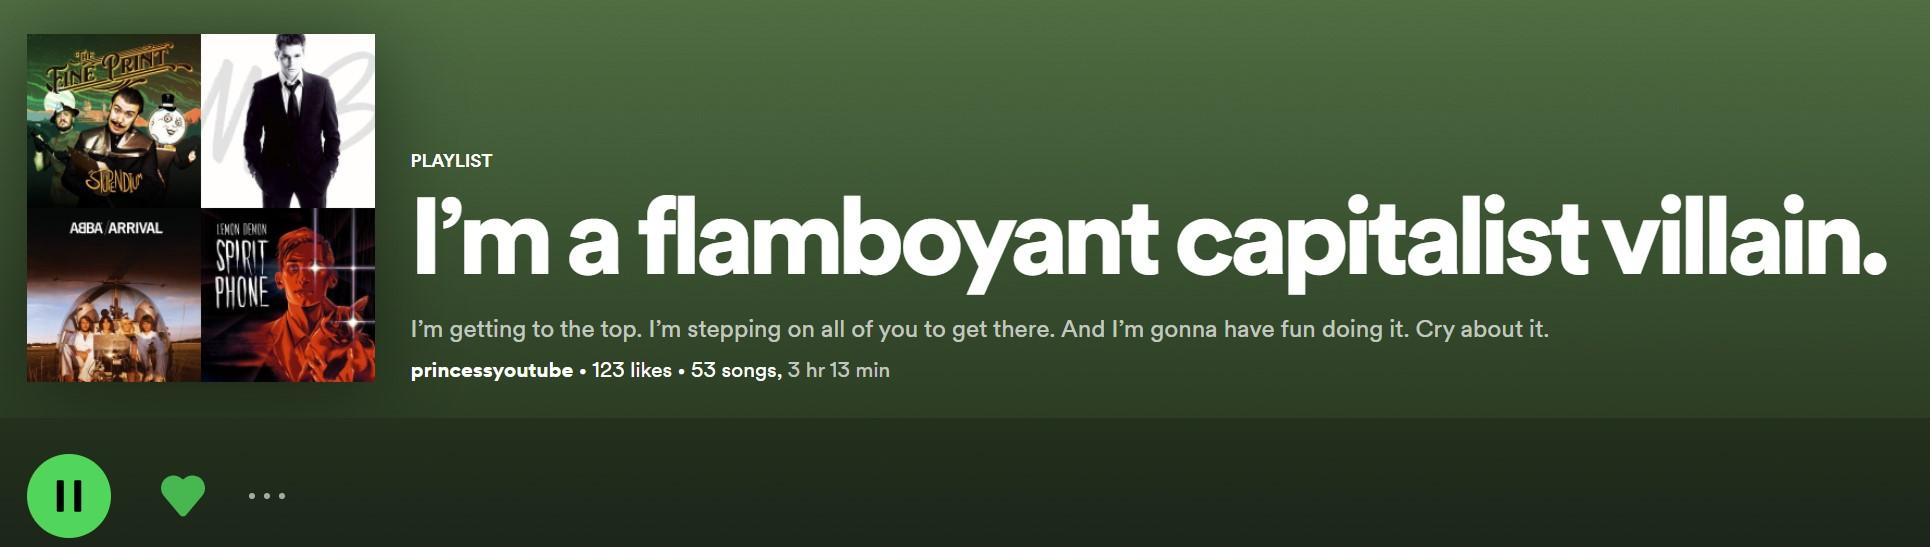 THE
FINE PRINT
STUPENDIUM
MB
ABBA/ARRIVAL
LEMON DEMON
SPIRIT
PHONE
PLAYLIST
I'm a flamboyant capitalist villain.
I'm getting to the top. I'm stepping on all of you to get there. And I'm gonna have fun doing it. Cry about it.
princessyoutube • 123 likes • 53 songs, 3 hr 13 min